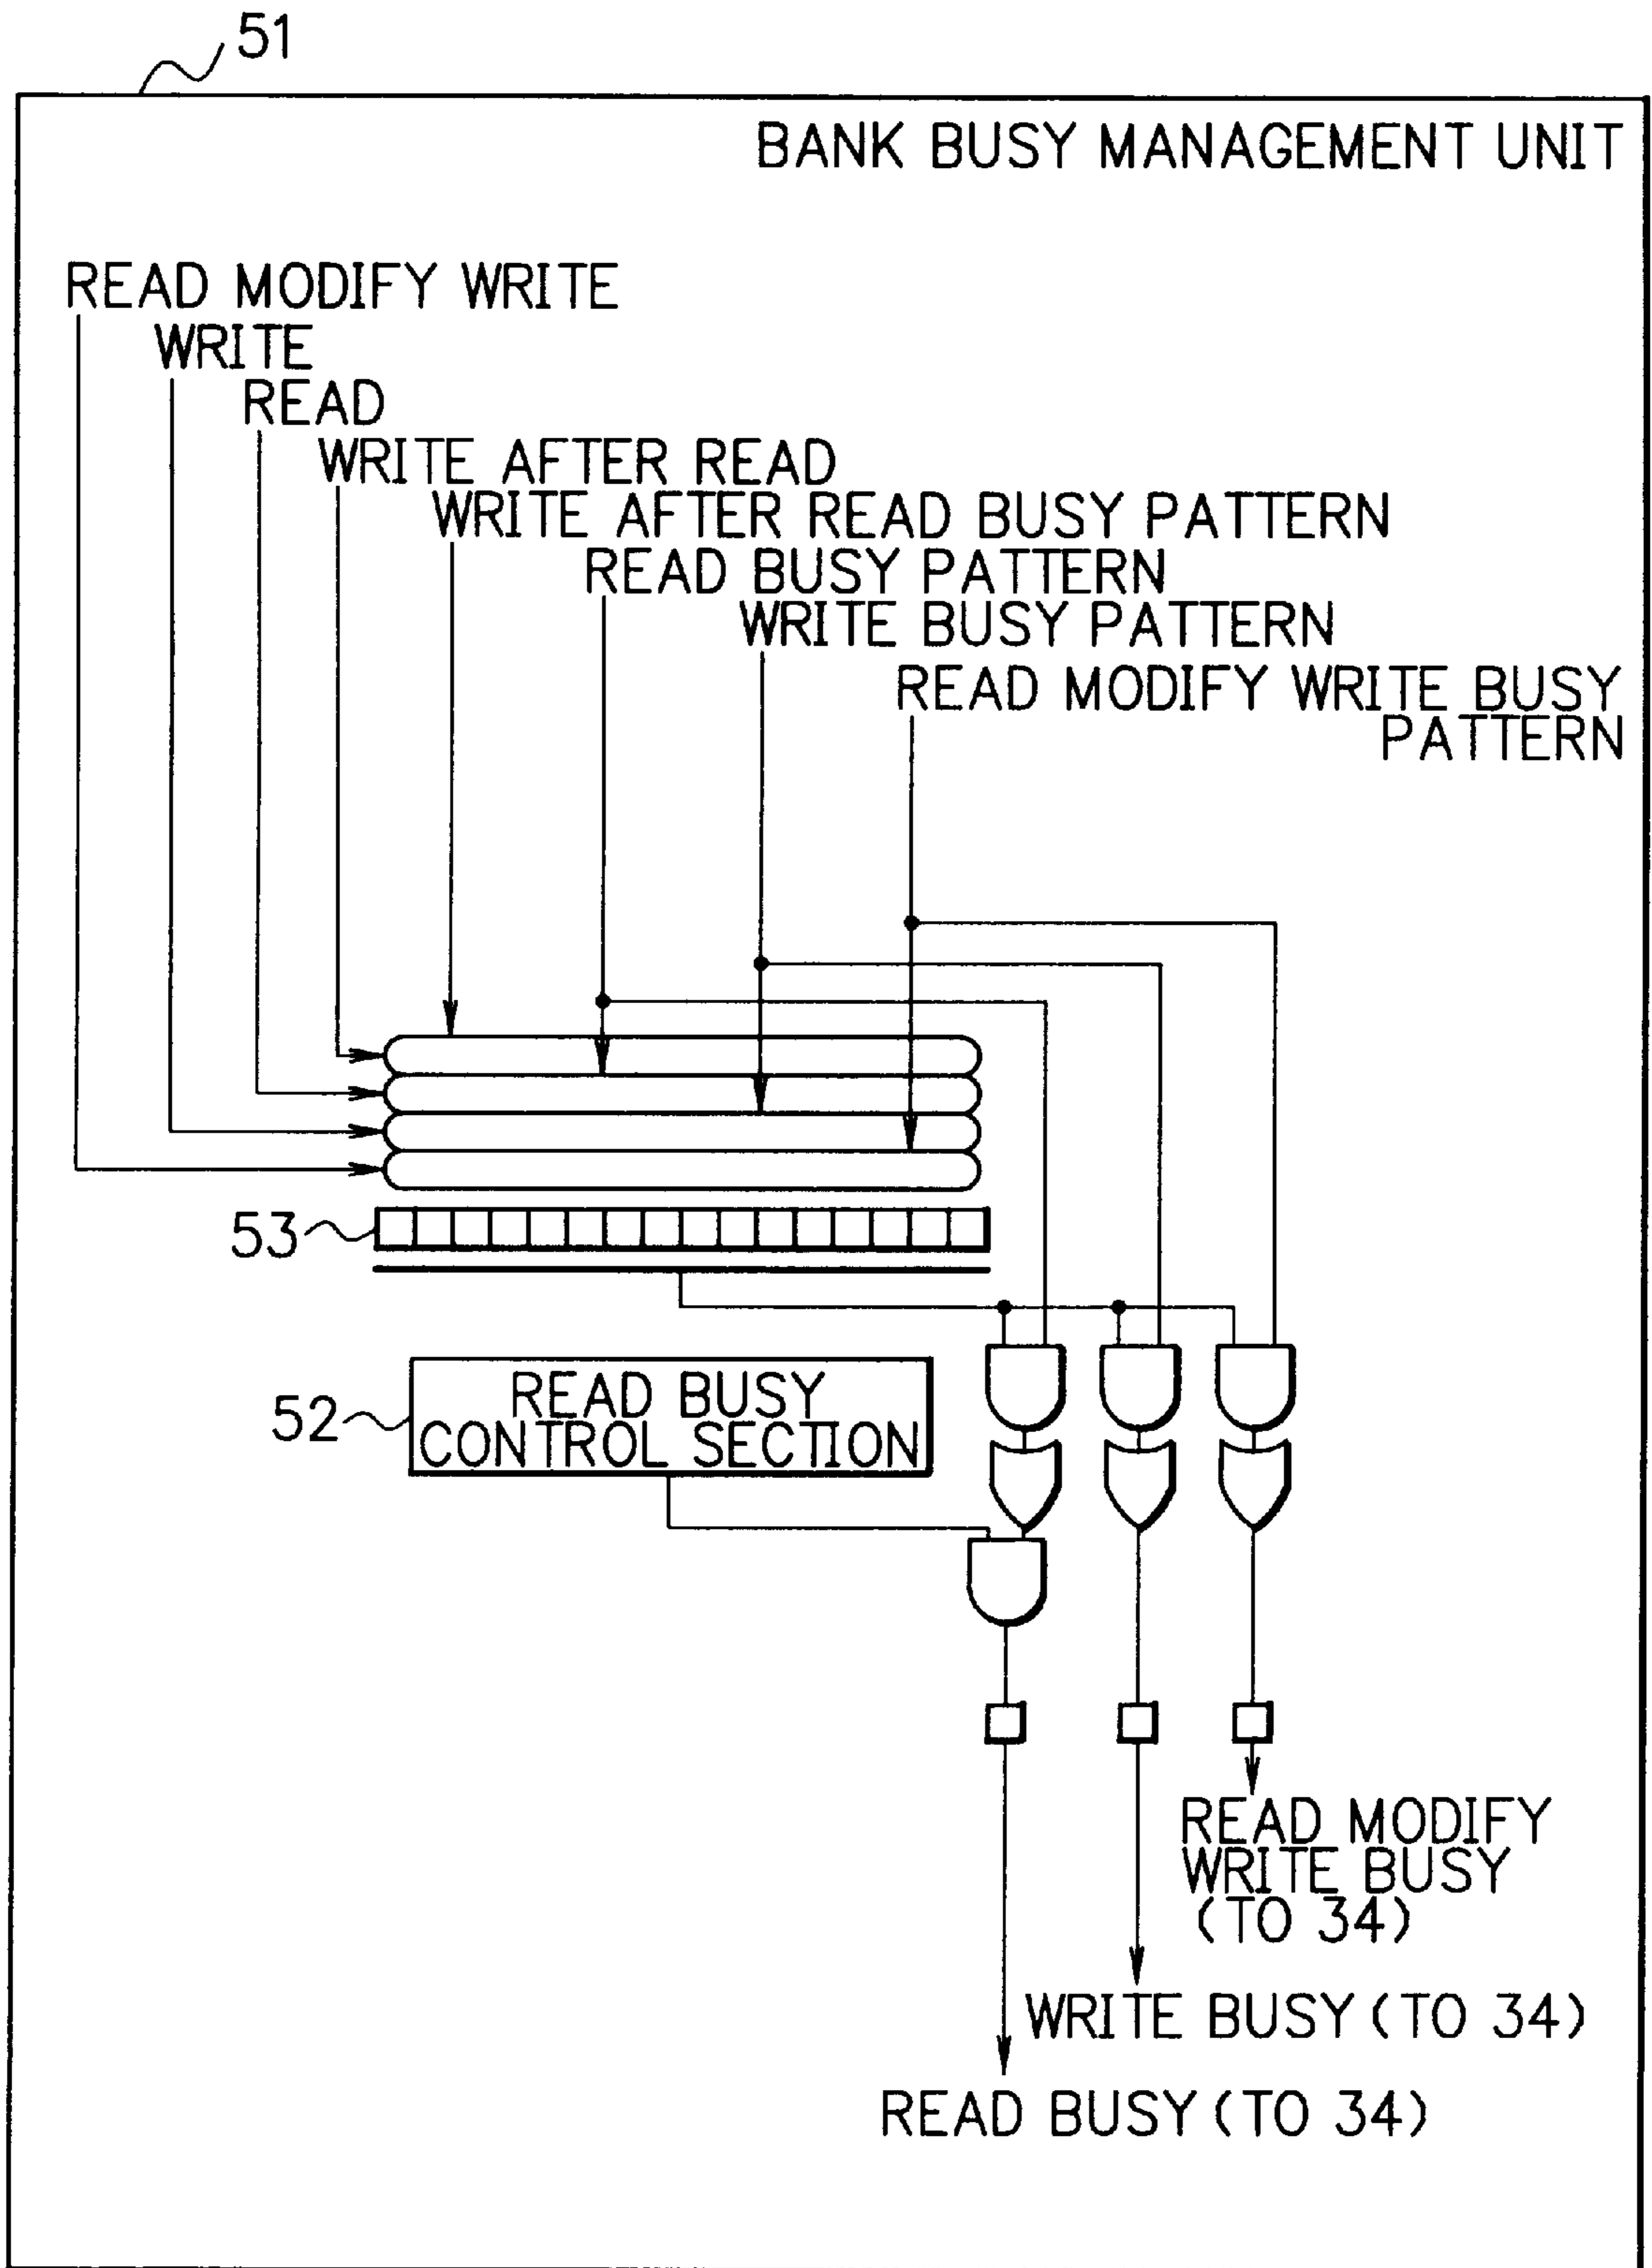 51
BANK BUSY MANAGEMENT UNIT
READ MODIFY WRITE
WRITE
READ
WRITE AFTER READ
WRITE AFTER READ BUSY PATTERN
READ BUSY PATTERN
WRITE BUSY PATTERN
READ MODIFY WRITE BUSY
PATTERN
53
52
READ BUSY
CONTROL SECTION
READ MODIFY
WRITE BUSY
(TO 34)
WRITE BUSY (TO 34)
READ BUSY (TO 34)